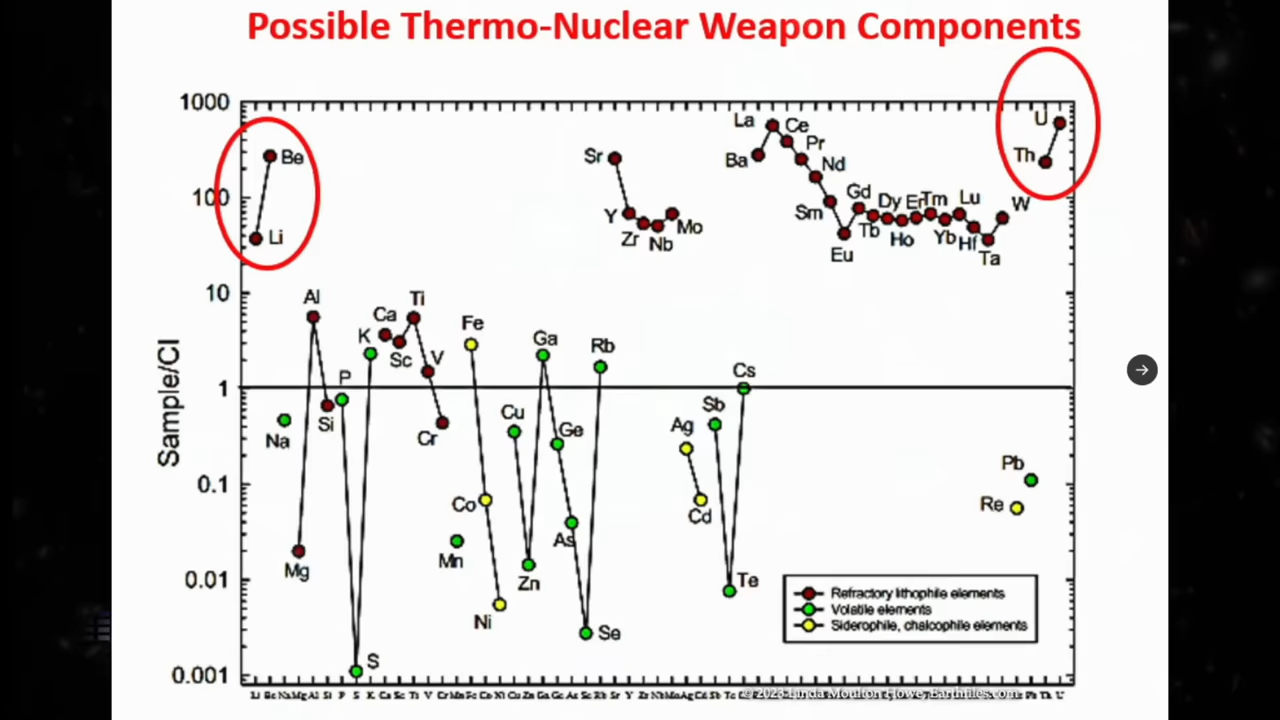 Possible Thermo-Nuclear Weapon Components
1000
100
10
1
0.1
0.01
0.001
Sample/CI
Li
Be
Na
Mg
Al
Si
P
S
K
Ca
Sc
Ti
V
Cr
Mn
Fe
Co
Ni
Cu
Zn
Ga
Ge
As
Se
Rb
Sr
Y
Zr
Nb
Mo
Ag
Cd
Sb
Te
Cs
Ba
La
Ce
Pr
Nd
Sm
Eu
Gd
Tb
Dy
Ho
Er
Tm
Yb
Lu
Hf
Ta
W
Re
Pb
Th
U
Refractory lithophile elements
Volatile elements
Siderophile, chalcophile elements